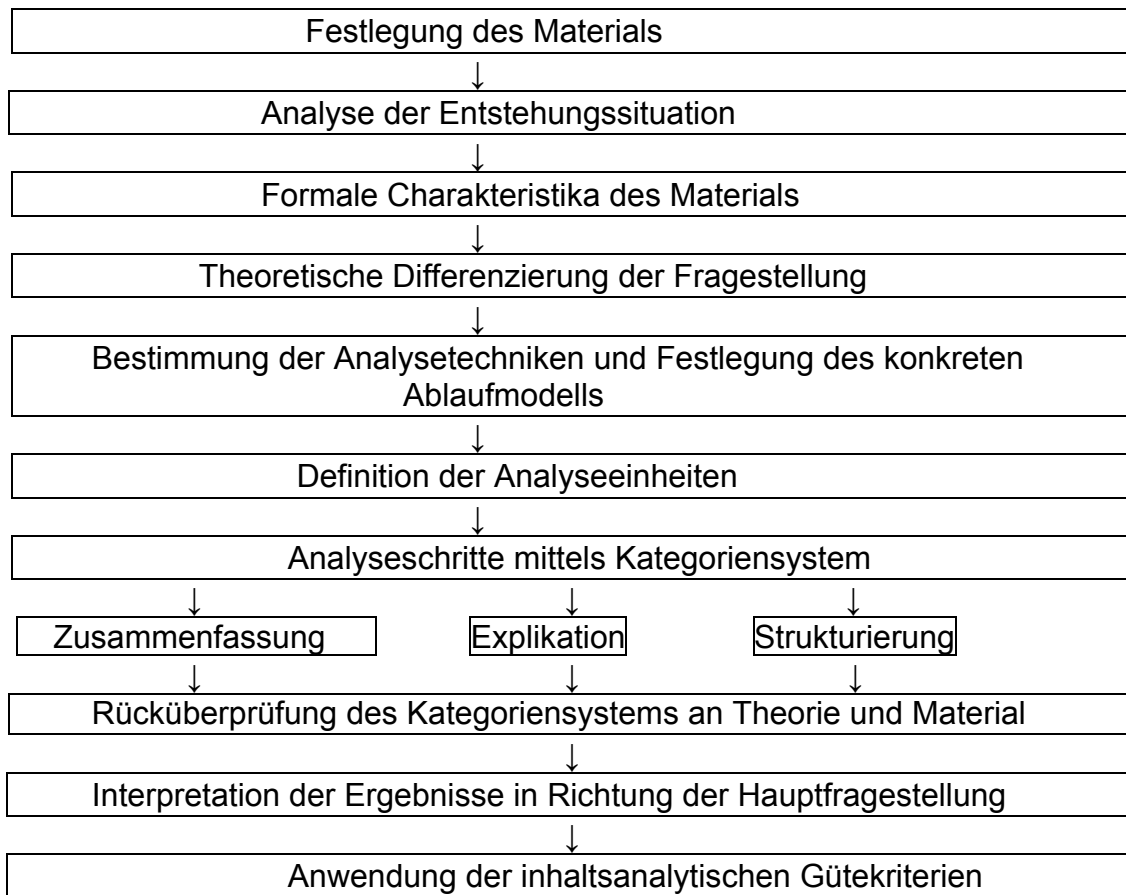 Festlegung des Materials
↓
Analyse der Entstehungssituation
↓
Formale Charakteristika des Materials
↓
Theoretische Differenzierung der Fragestellung
↓
Bestimmung der Analysetechniken und Festlegung des konkreten
Ablaufmodells
↓
Definition der Analyseeinheiten
↓
Analyseschritte mittels Kategoriensystem
↓ ↓ ↓
Zusammenfassung Explikation Strukturierung
↓ ↓ ↓
Rücküberprüfung des Kategoriensystems an Theorie und Material
↓
Interpretation der Ergebnisse in Richtung der Hauptfragestellung
↓
Anwendung der inhaltsanalytischen Gütekriterien